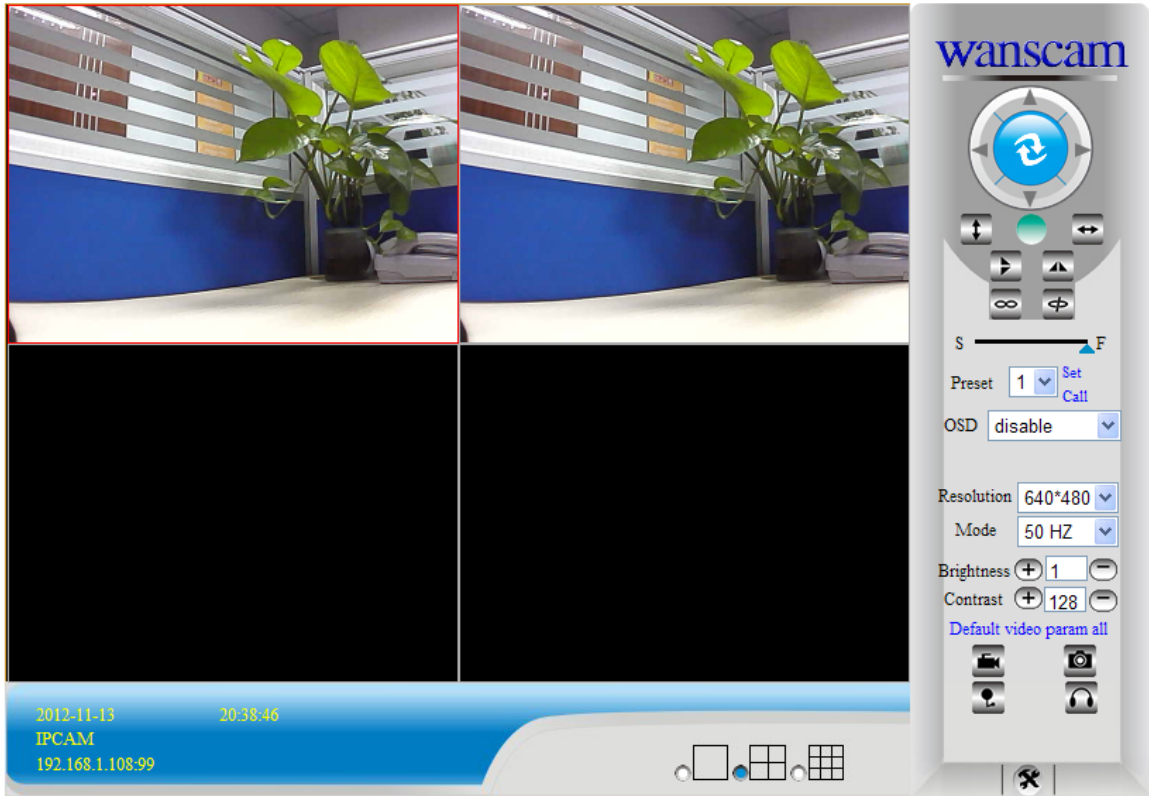 wanscam
S F
Preset 1 Set
Call
OSD disable
Resolution 640*480
Mode 50 HZ
Brightness 1
Contrast 128
Default video param all
2012-11-13 20:38:46
IPCAM
192.168.1.108:99